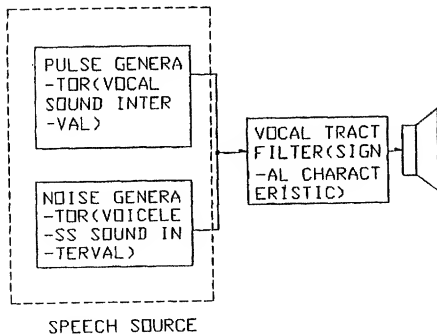 PULSE GENERA
-TOR(VOCAL
SOUND INTER
-VAL)
NOISE GENERA
-TOR(VOICELE
-SS SOUND IN
-TERVAL)
VOCAL TRACT
FILTER(SIGN
-AL CHARACT
ERISTIC)
SPEECH SOURCE